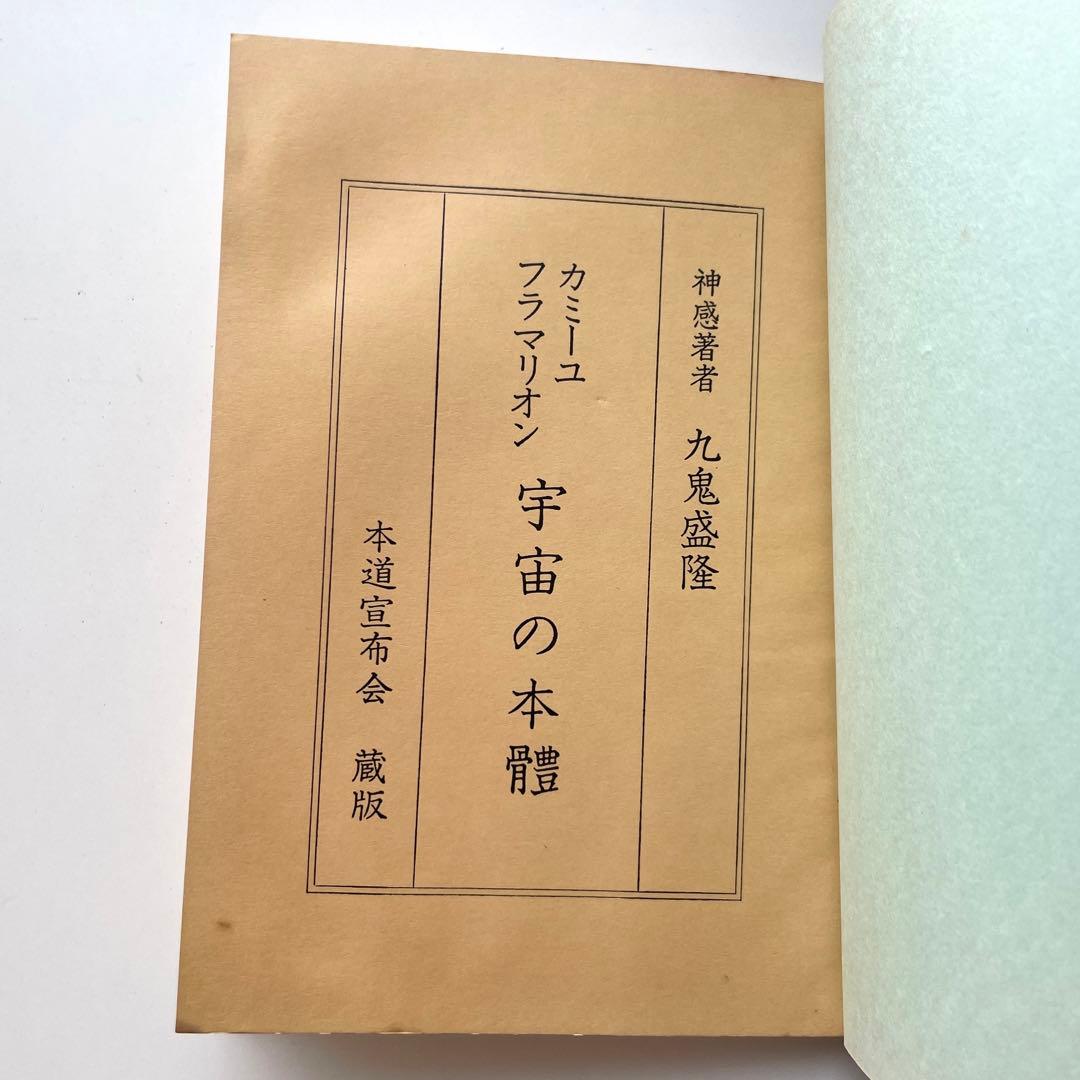 神感著者　九鬼盛隆
カミーユ
フラマリオン
宇宙の本體
本道宣布会　蔵版